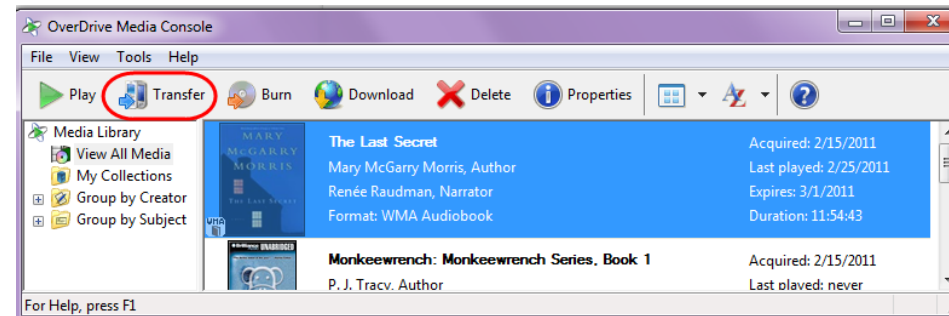 OverDrive Media Console
File View Tools Help
Play Transfer Burn Download Delete Properties
Media Library
View All Media
My Collections
Group by Creator
Group by Subject
MARY
McGARRY
MORRIS
The Last Secret
WMA
The Last Secret Acquired: 2/15/2011
Mary McGarry Morris, Author Last played: 2/25/2011
Renée Raudman, Narrator Expires: 3/1/2011
Format: WMA Audiobook Duration: 11:54:43
UNABRIDGED
Monkeewrench: Monkeewrench Series, Book 1 Acquired: 2/15/2011
P. J. Tracy, Author Last played: never
For Help, press F1